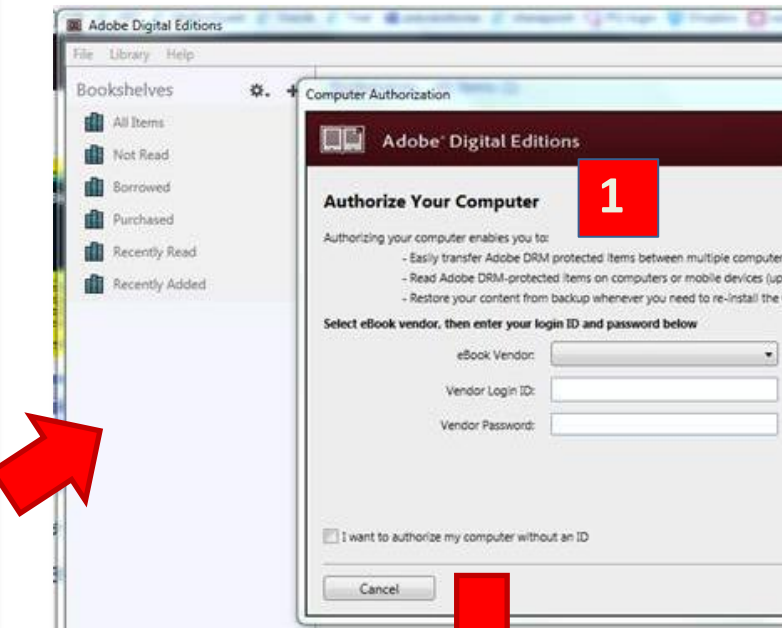 Adobe Digital Editions
File Library Help
Bookshelves
All Items
Not Read
Borrowed
Purchased
Recently Read
Recently Added
Computer Authorization
Adobe® Digital Editions
1
Authorize Your Computer
Authorizing your computer enables you to:
- Easily transfer Adobe DRM protected items between multiple computer
- Read Adobe DRM-protected items on computers or mobile devices (up
- Restore your content from backup whenever you need to re-install the
Select eBook vendor, then enter your login ID and password below
eBook Vendor:
Vendor Login ID:
Vendor Password:
I want to authorize my computer without an ID
Cancel